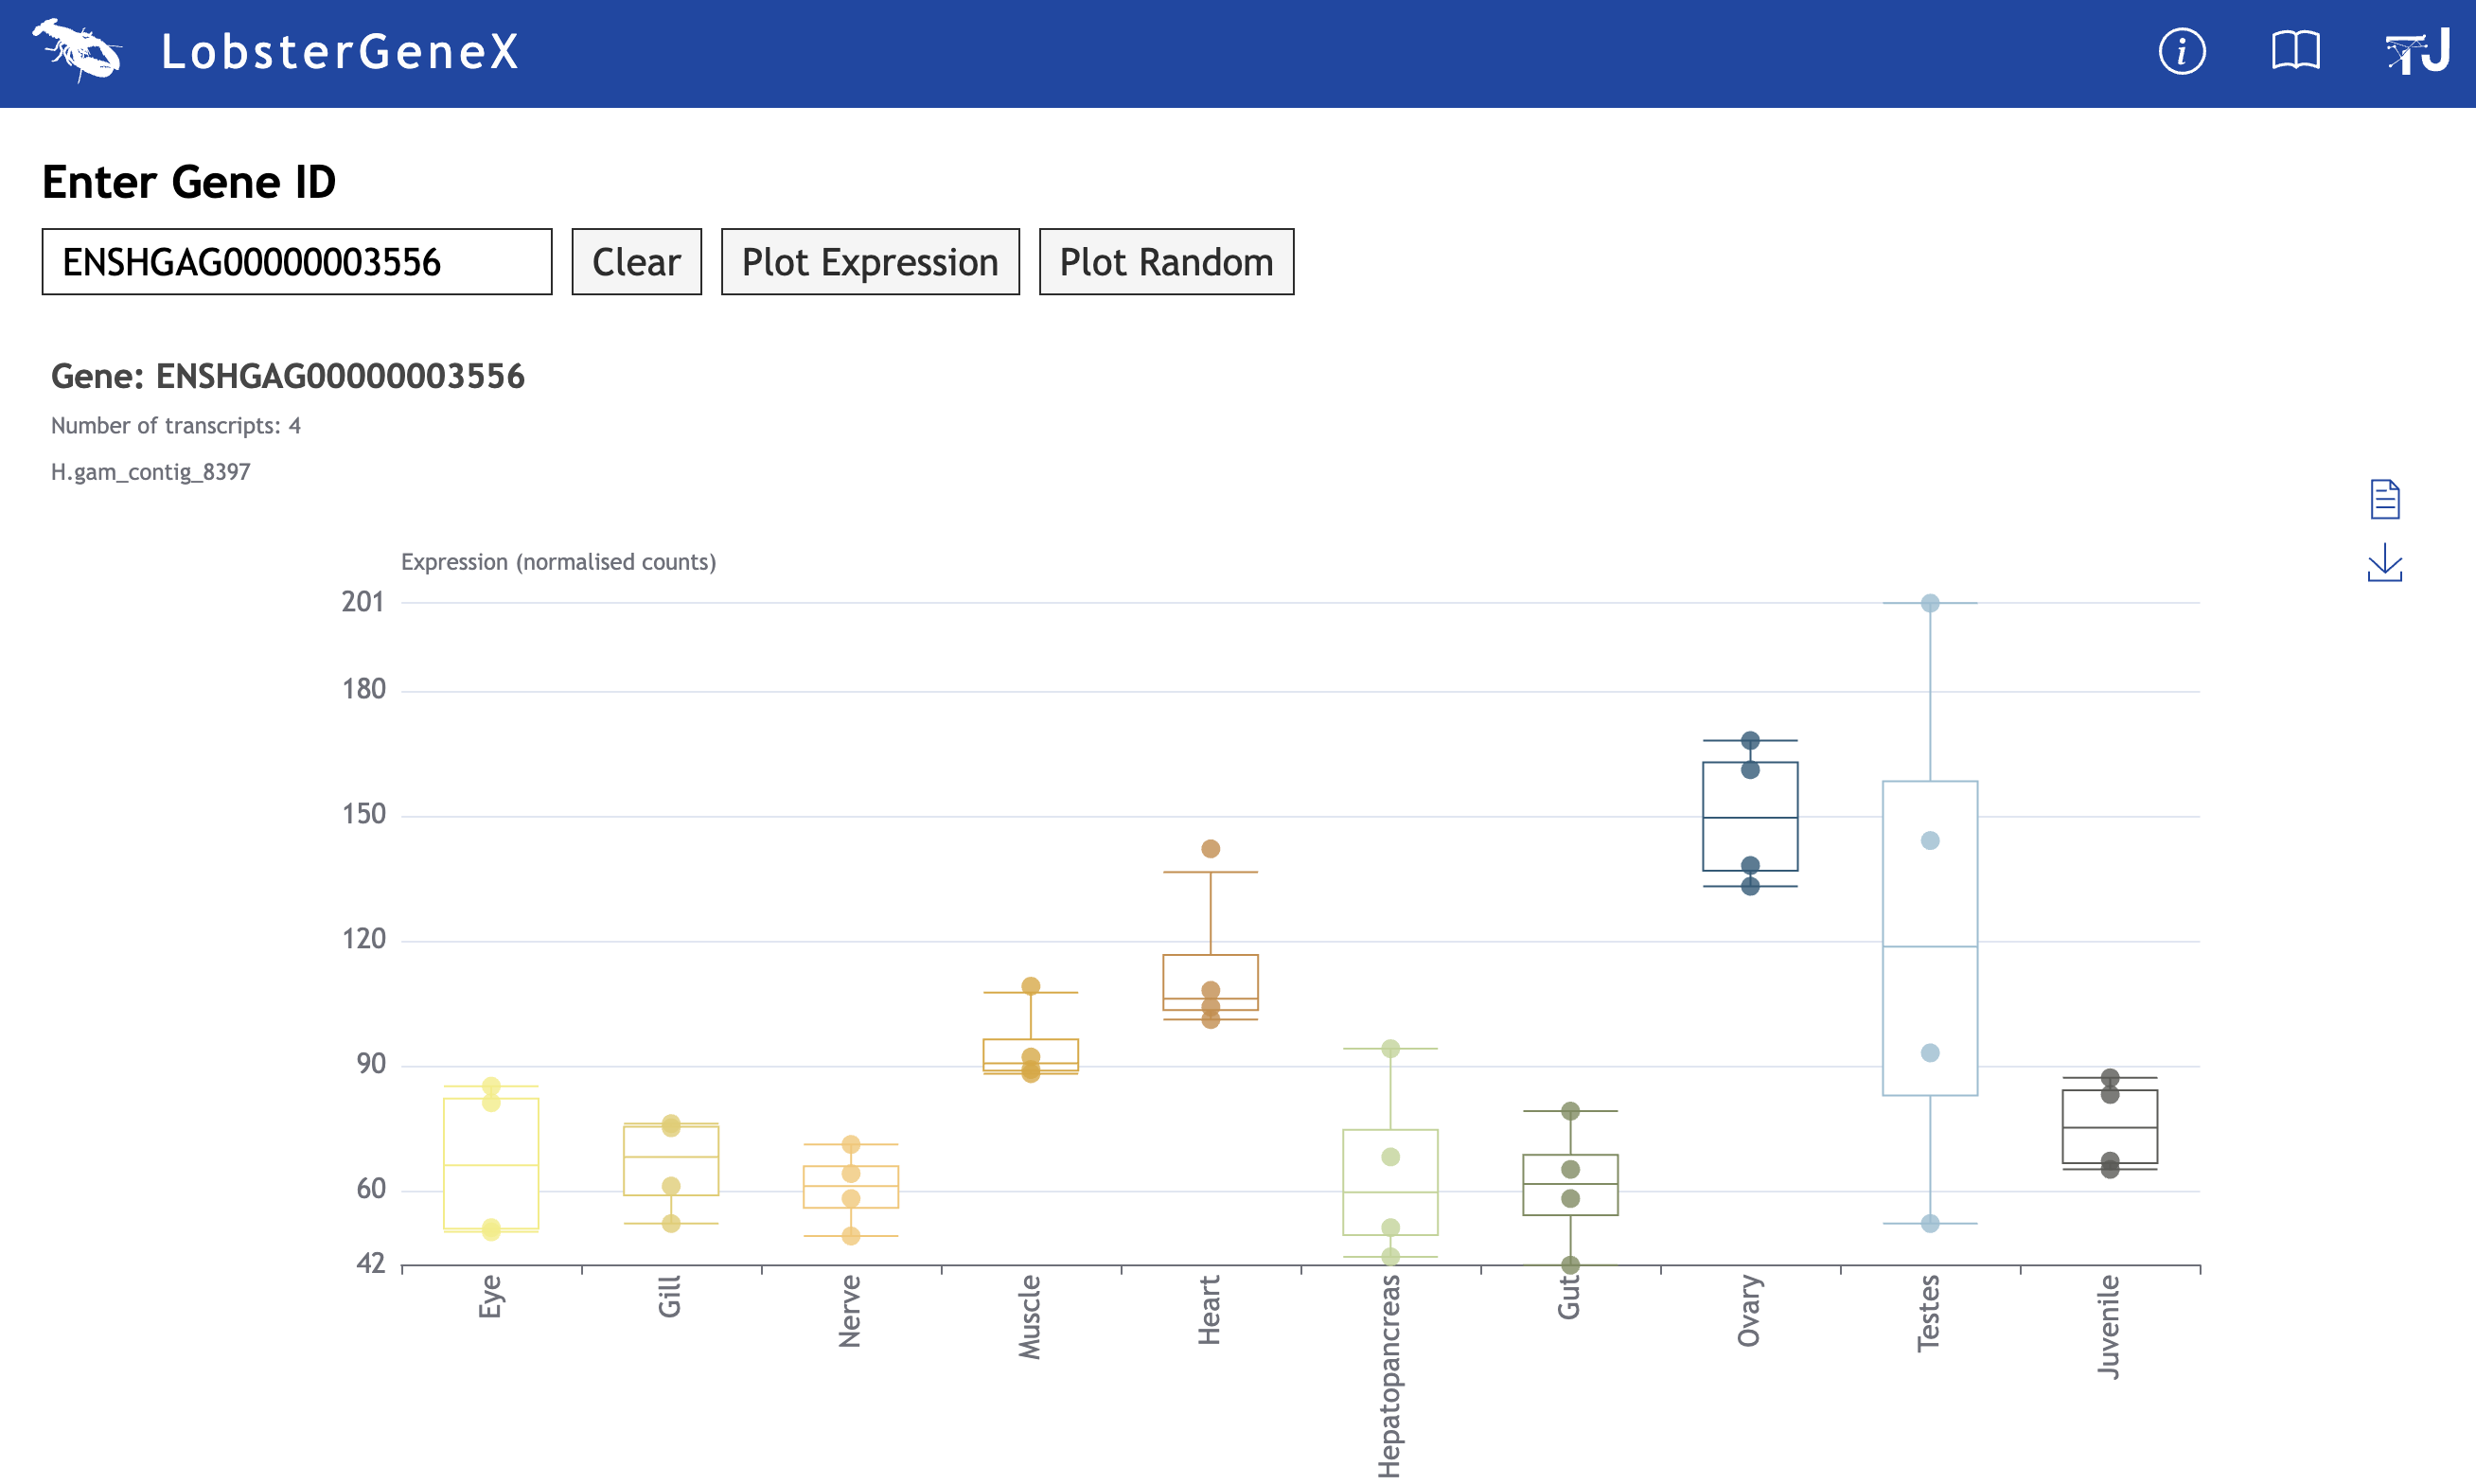 LobsterGeneX
i
TJ
Enter Gene ID
ENSHGAG00000003556
Clear
Plot Expression
Plot Random
Gene: ENSHGAG00000003556
Number of transcripts: 4
H.gam_contig_8397
Expression (normalised counts)
201
180
150
120
90
60
42
Eye
Gill
Nerve
Muscle
Heart
Hepatopancreas
Gut
Ovary
Testes
Juvenile